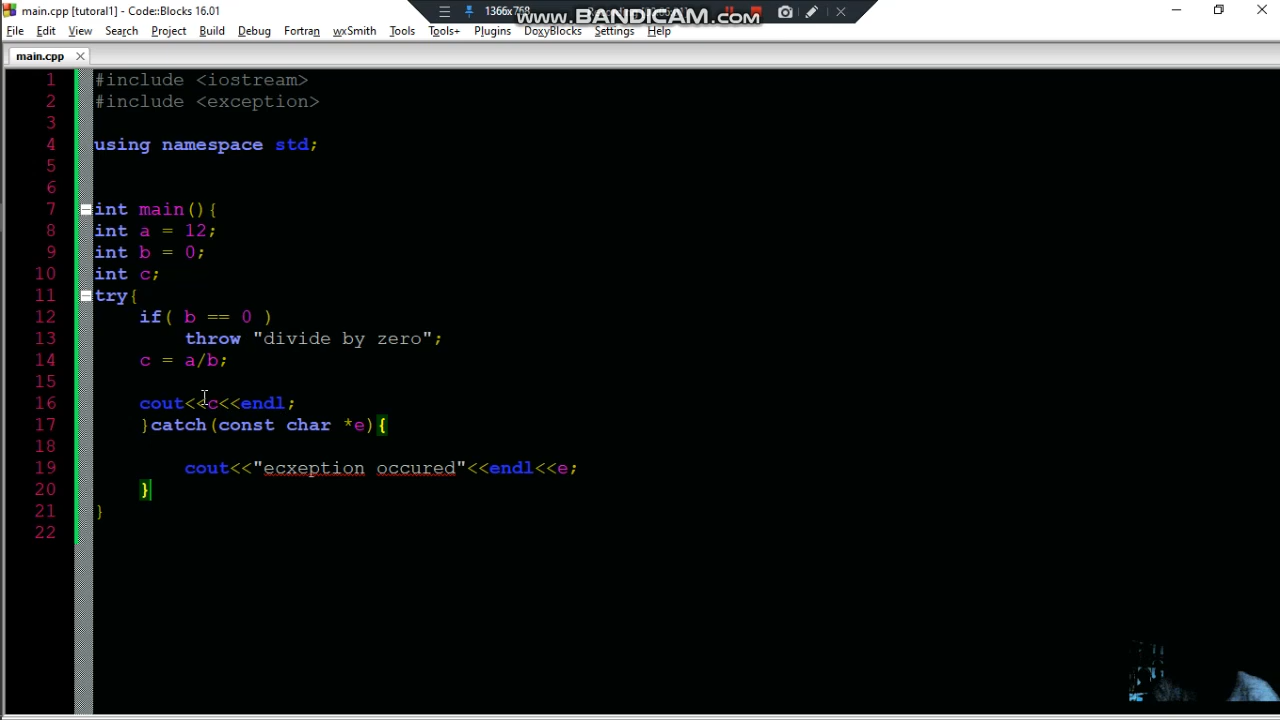 main.cpp [tutoral1] - Code::Blocks 16.01
1366x768
www.BANDICAM.com
File Edit View Search Project Build Debug Fortran wxSmith Tools Tools+ Plugins DoxyBlocks Settings Help
main.cpp
1 #include <iostream>
2 #include <exception>
3
4 using namespace std;
5
6
7 int main(){
8 int a = 12;
9 int b = 0;
10 int c;
11 try{
12 if( b == 0 )
13 throw "divide by zero";
14 c = a/b;
15
16 cout<<c<<endl;
17 }catch(const char *e){
18
19 cout<<"ecxeption occured"<<endl<<e;
20 }
21 }
22